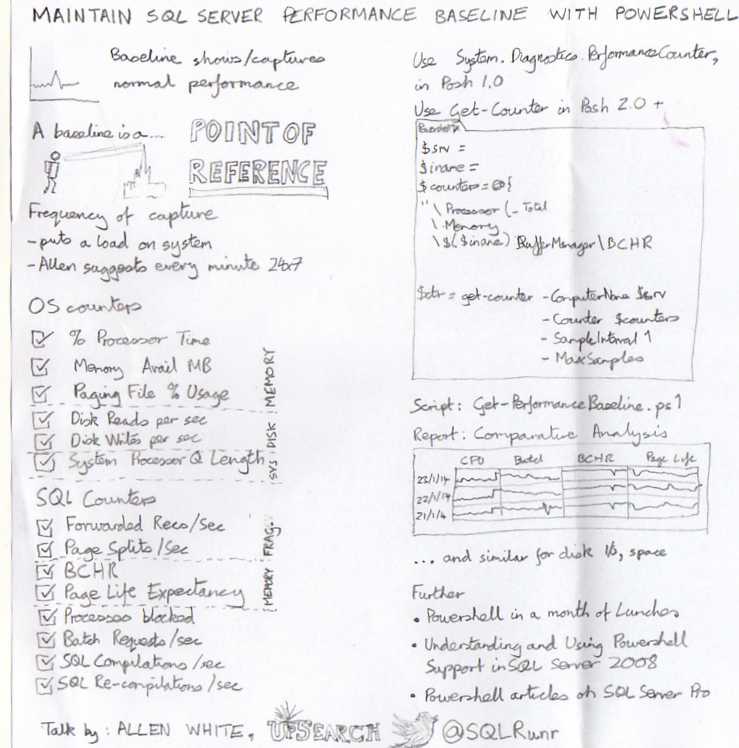 MAINTAIN SQL SERVER PERFORMANCE BASELINE WITH POWERSHELL
Baseline shows/captures
normal performance
A baseline is a...
POINT OF
REFERENCE
Frequency of capture
- puts a load on system
- Allen suggests every minute 24x7
OS counters
% Processor Time
Memory Avail MB
Paging File % Usage
MEMORY
Disk Reads per sec
Disk Writes per sec
DISK
System Processor Q Length
SYS
SQL Counters
Forwarded Recs/Sec
Page Splits/Sec
FRAG..
BCHR
Page Life Expectancy
MEMORY
Processes blocked
Batch Requests/sec
SQL Compilations/sec
SQL Re-compilations/sec
Use System.Diagnostics.PerformanceCounter,
in Posh 1.0
Use Get-Counter in Posh 2.0 +
$srv =
$iname =
$counters = @{
"\Processor (_Total
\Memory
\$($iname) BufferManager\BCHR
$ctr = get-counter -ComputerName $srv
- Counter $counters
- SampleInterval 1
- MaxSamples
Script: Get-PerformanceBaseline.ps1
Report: Comparative Analysis
CPU Batch BCHR Page Life
23/1/14
22/1/14
21/1/4
... and similar for disk I/O, space
Further
• Powershell in a month of Lunches
• Understanding and Using Powershell
Support in SQL Server 2008
• Powershell articles on SQL Server Pro
Talk by: ALLEN WHITE, UPSEARCH @SQLRunr